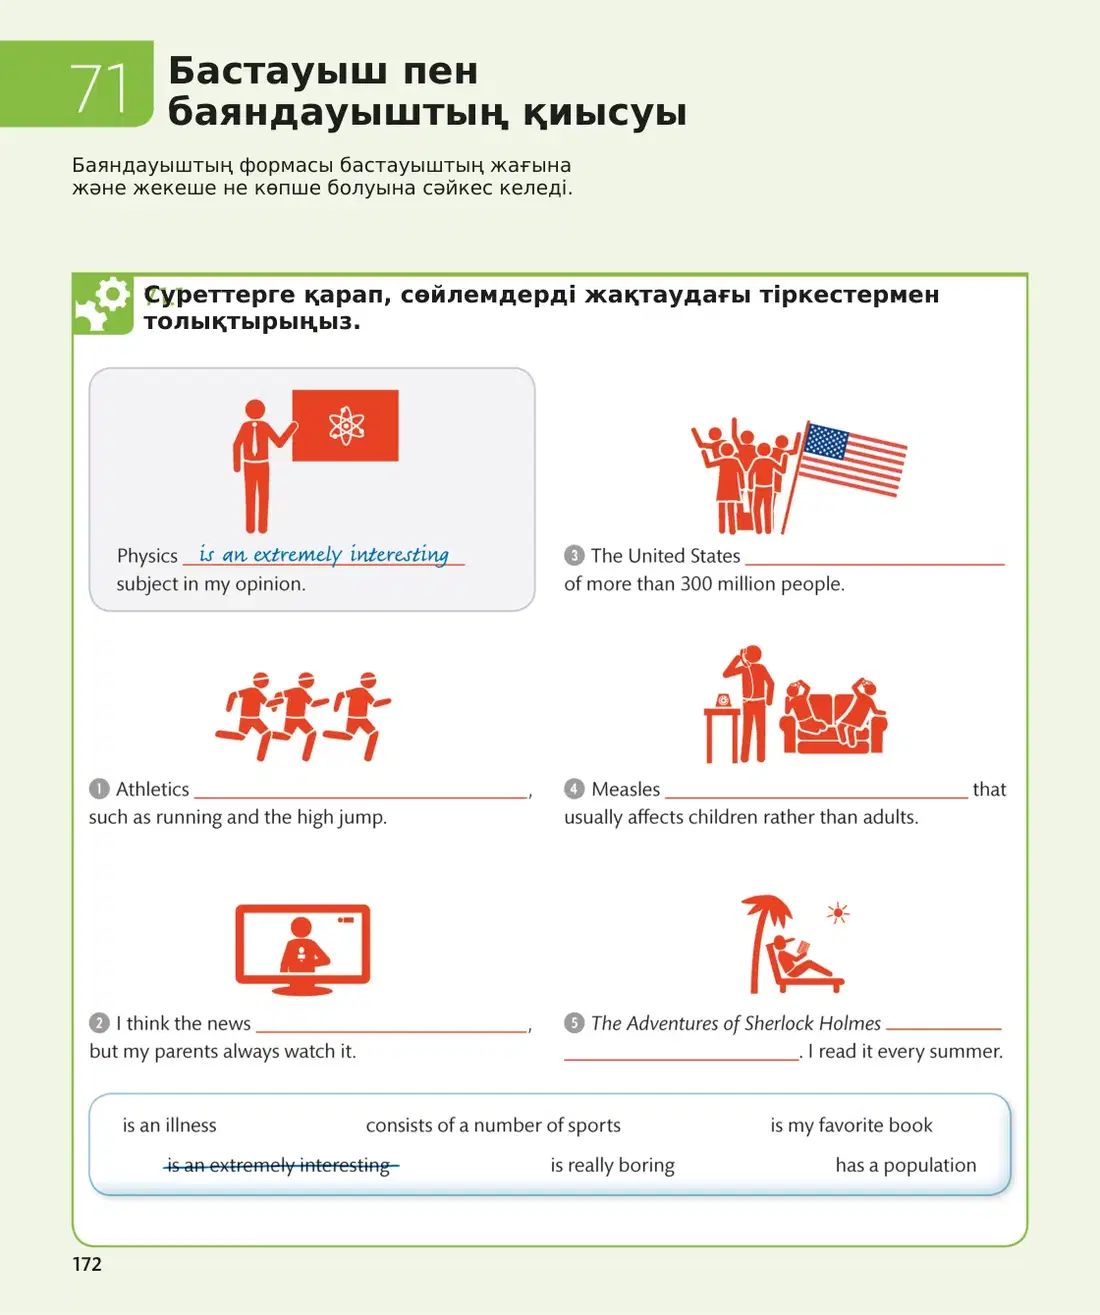 71
Бастауыш пен
баяндауыштың қиысуы
Баяндауыштың формасы бастауыштың жағына
және жекеше не көпше болуына сәйкес келеді.
Суреттерге қарап, сөйлемдерді жақтаудағы тіркестермен
толықтырыңыз.
Physics is an extremely interesting
subject in my opinion.
1 Athletics ,
such as running and the high jump.
2 I think the news ,
but my parents always watch it.
3 The United States
of more than 300 million people.
4 Measles that
usually affects children rather than adults.
5 The Adventures of Sherlock Holmes
. I read it every summer.
is an illness consists of a number of sports is my favorite book
is an extremely interesting is really boring has a population
172